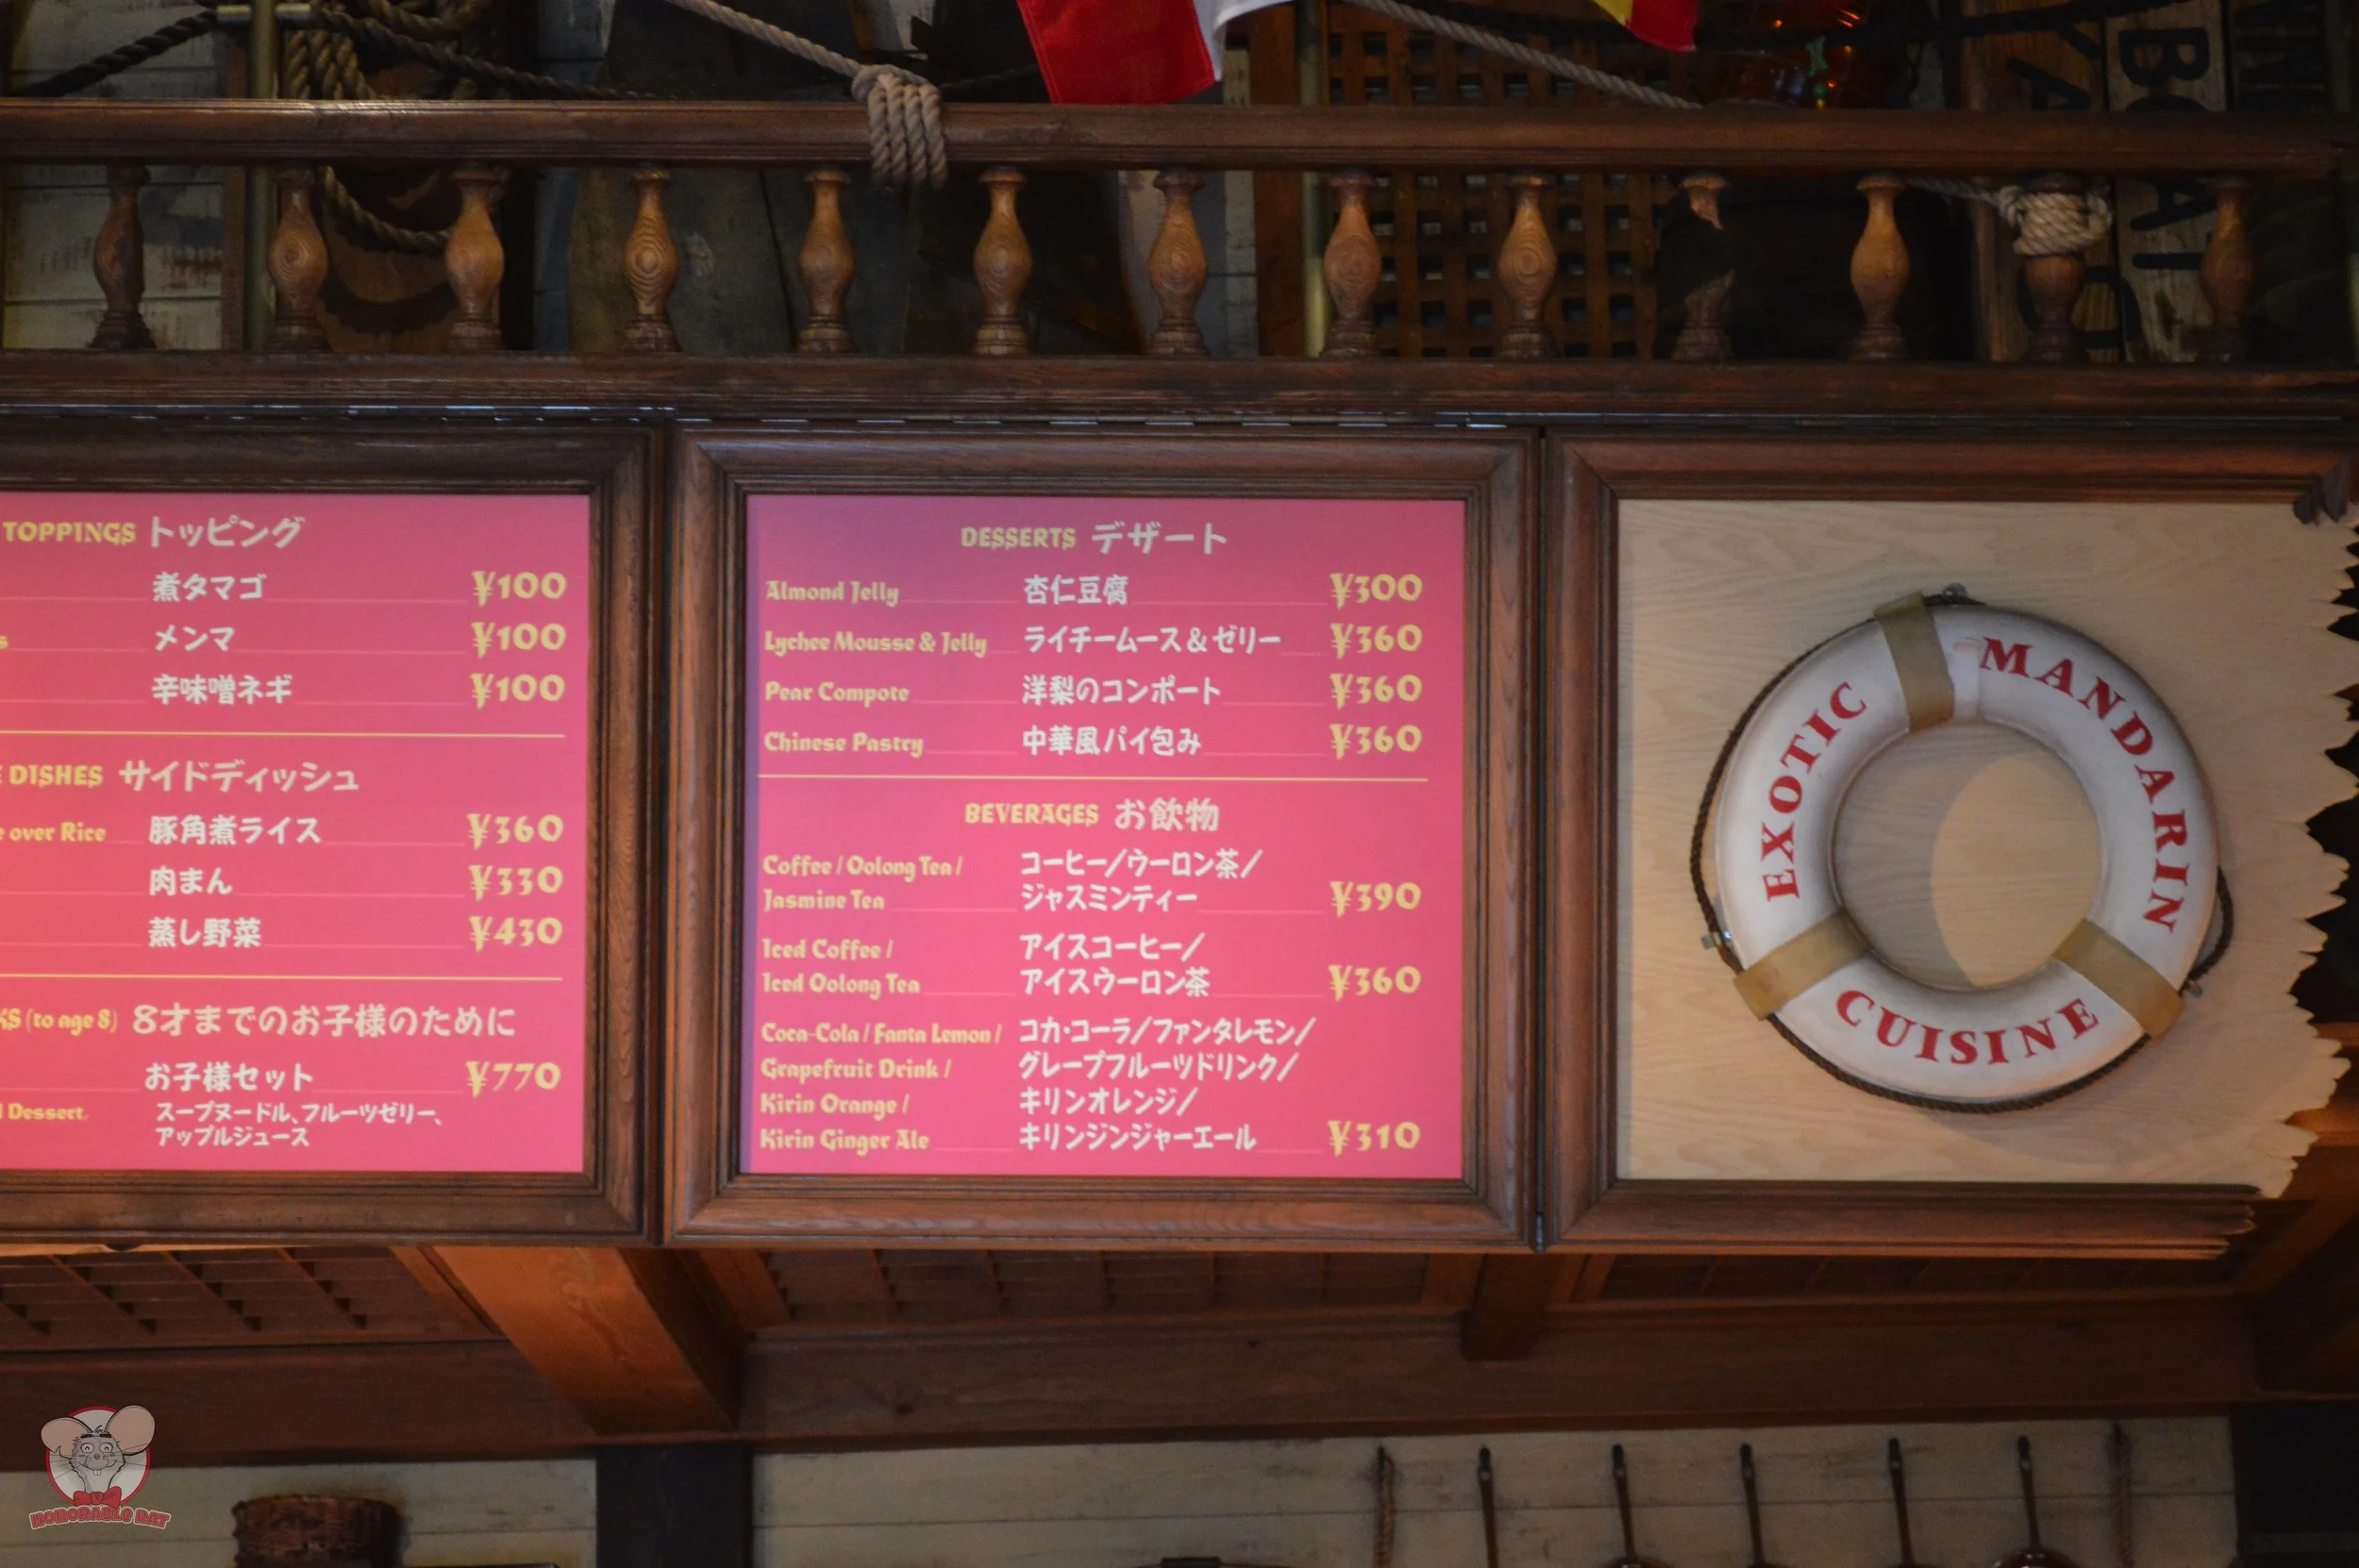 BOAT
TOPPINGS トッピング
煮タマゴ ¥100
s メンマ ¥100
辛味噌ネギ ¥100
DISHES サイドディッシュ
over Rice 豚角煮ライス ¥360
肉まん ¥330
蒸し野菜 ¥430
KS (to age 8) 8才までのお子様のために
お子様セット ¥770
Dessert. スープヌードル、フルーツゼリー、
アップルジュース
DESSERTS デザート
Almond Jelly 杏仁豆腐 ¥300
Lychee Mousse & Jelly ライチームース&ゼリー ¥360
Pear Compote 洋梨のコンポート ¥360
Chinese Pastry 中華風パイ包み ¥360
BEVERAGES お飲物
Coffee / Oolong Tea / コーヒー/ウーロン茶/
Jasmine Tea ジャスミンティー ¥390
Iced Coffee / アイスコーヒー/
Iced Oolong Tea アイスウーロン茶 ¥360
Coca-Cola / Fanta Lemon / コカ・コーラ/ファンタレモン/
Grapefruit Drink / グレープフルーツドリンク/
Kirin Orange / キリンオレンジ/
Kirin Ginger Ale キリンジンジャーエール ¥310
EXOTIC MANDARIN
CUISINE
HONORABLE RAT